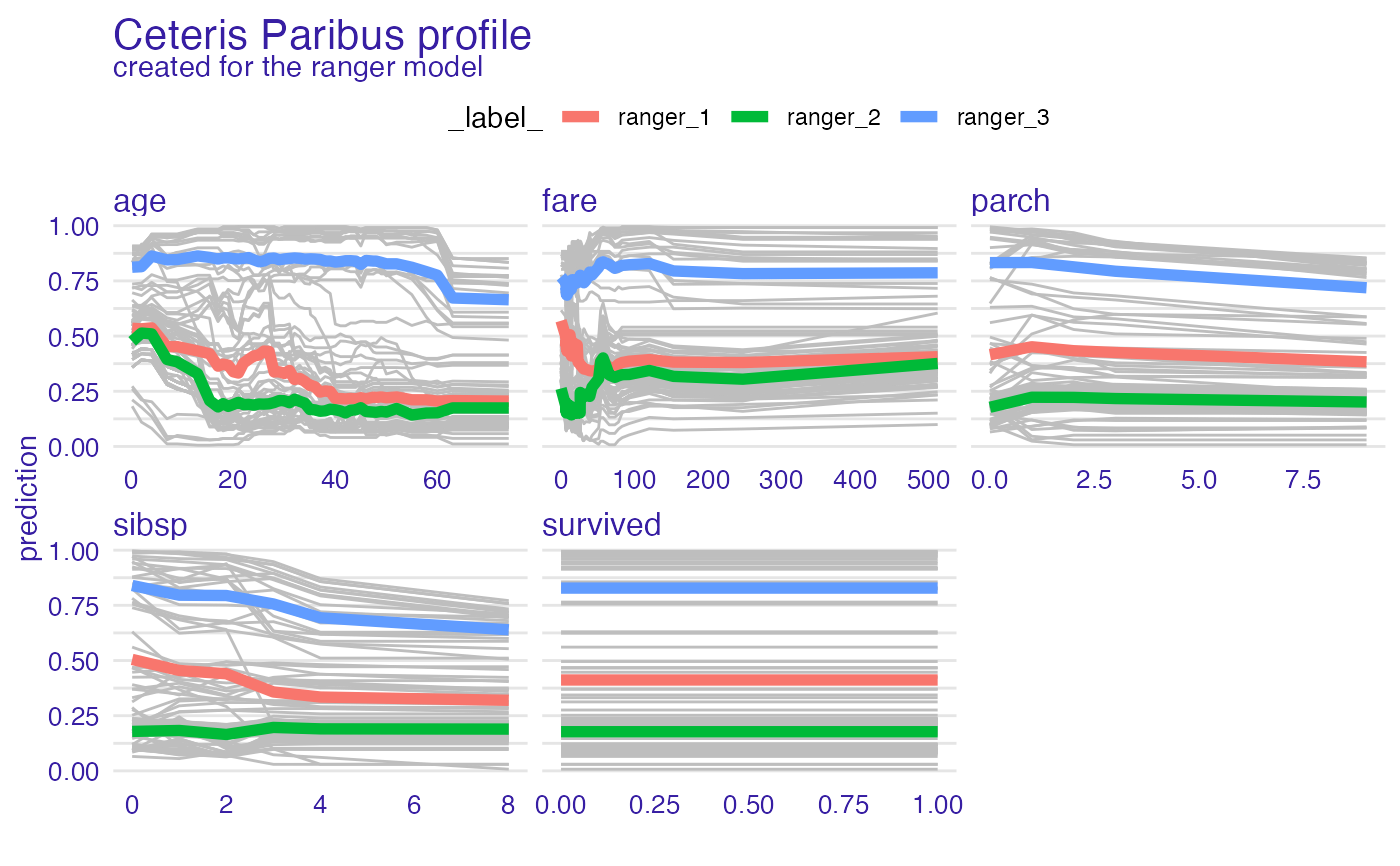 Ceteris Paribus profile
created for the ranger model
_label_ ranger_1 ranger_2 ranger_3
age fare parch
1.00
0.75
0.50
0.25
0.00
0 20 40 60 0 100 200 300 400 500 0.0 2.5 5.0 7.5
prediction
sibsp survived
1.00
0.75
0.50
0.25
0.00
0 2 4 6 8 0.00 0.25 0.50 0.75 1.00